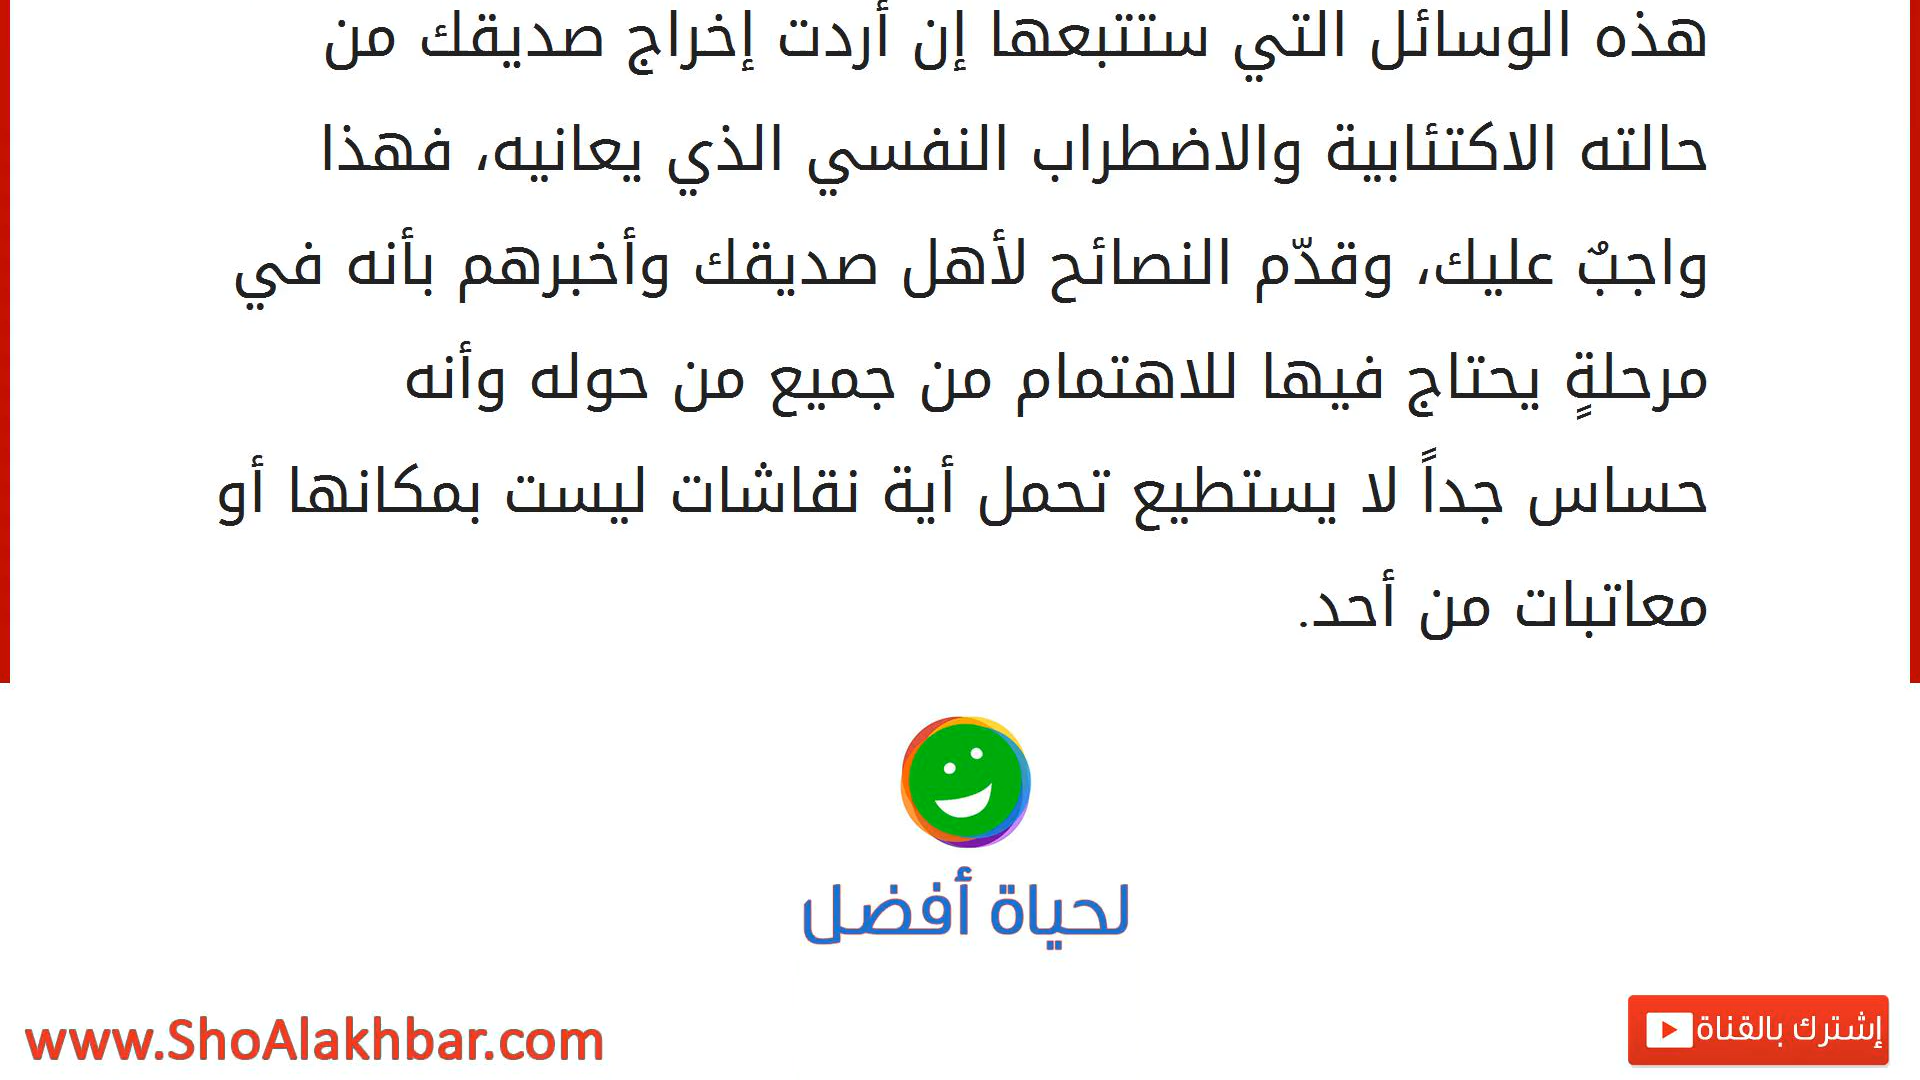 هذه الوسائل التي ستتبعها إن أردت إخراج صديقك من
حالته الاكتئابية والاضطراب النفسي الذي يعانيه، فهذا
واجبٌ عليك، وقدّم النصائح لأهل صديقك وأخبرهم بأنه في
مرحلةٍ يحتاج فيها للاهتمام من جميع من حوله وأنه
حساس جداً لا يستطيع تحمل أية نقاشات ليست بمكانها أو
معاتبات من أحد.
لحياة أفضل
www.ShoAlakhbar.com
إشترك بالقناة